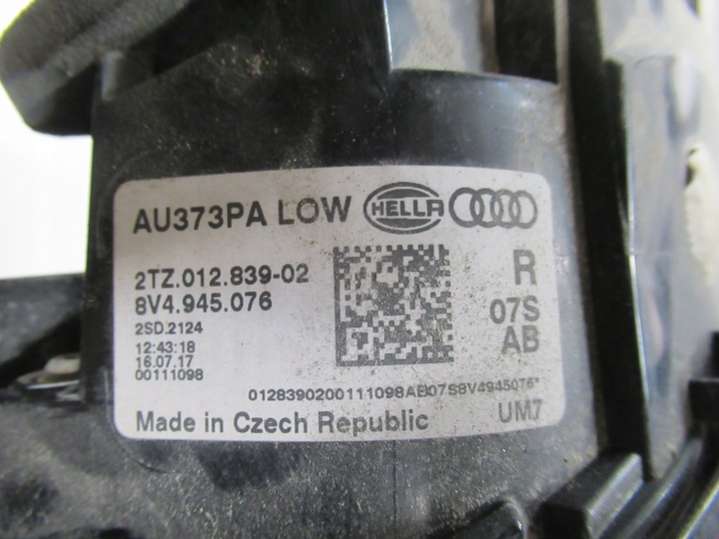 AU373PA LOW HELLA
2TZ.012.839-02 R
8V4.945.076 07S
2SD.2124 AB
12:43:18
16.07.17
00111098
0128390200111098AB07S8V4945076*
Made in Czech Republic UM7